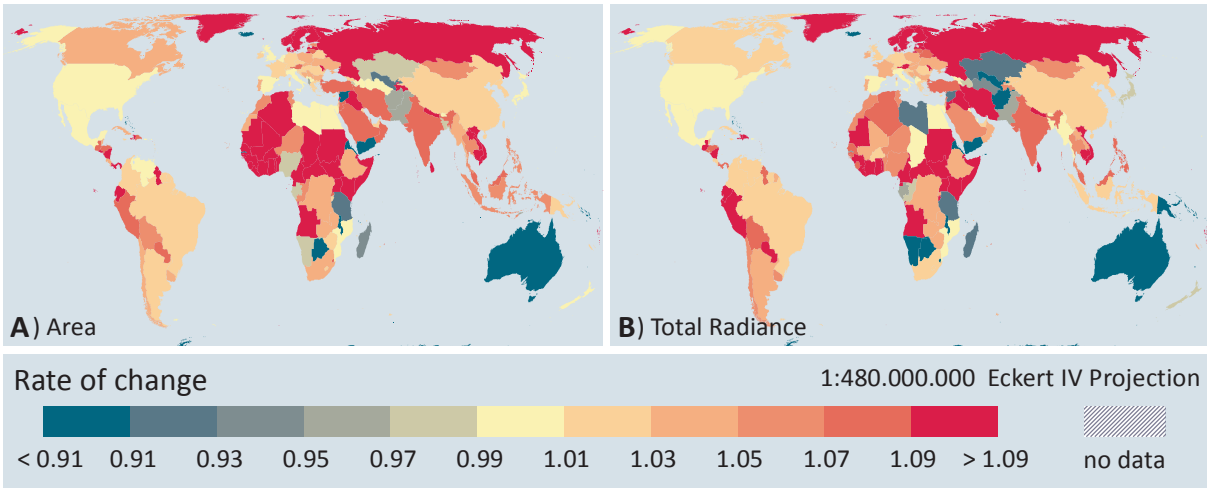 A) Area
B) Total Radiance
Rate of change
1:480.000.000 Eckert IV Projection
< 0.91 0.91 0.93 0.95 0.97 0.99 1.01 1.03 1.05 1.07 1.09 > 1.09 no data